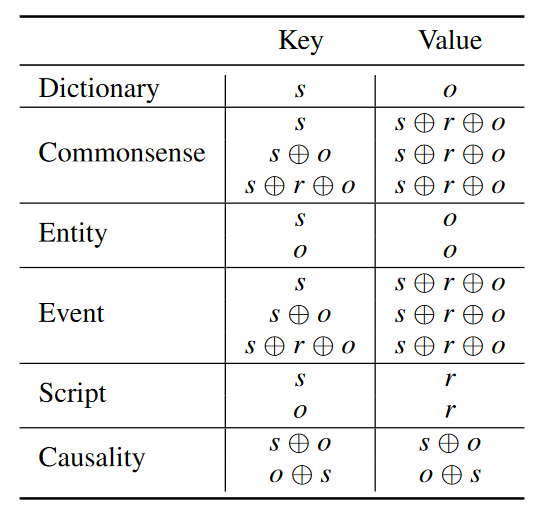 Key Value
Dictionary s o
s s ⊕ r ⊕ o
Commonsense s ⊕ o s ⊕ r ⊕ o
s ⊕ r ⊕ o s ⊕ r ⊕ o
Entity s o
o o
s s ⊕ r ⊕ o
Event s ⊕ o s ⊕ r ⊕ o
s ⊕ r ⊕ o s ⊕ r ⊕ o
Script s r
o r
Causality s ⊕ o s ⊕ o
o ⊕ s o ⊕ s